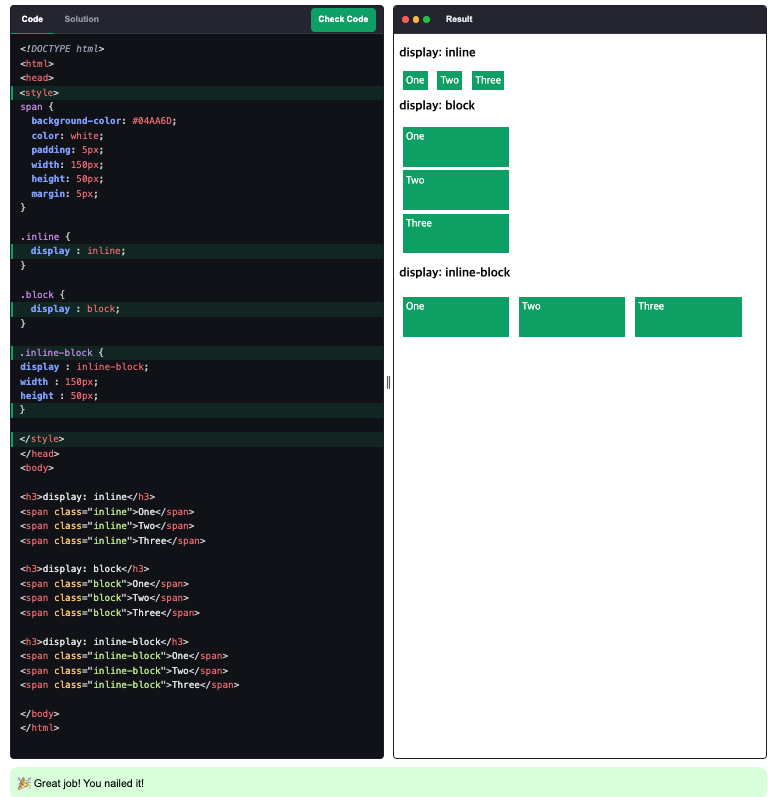 Code Solution Check Code
<!DOCTYPE html>
<html>
<head>
<style>
span {
  background-color: #04AA6D;
  color: white;
  padding: 5px;
  width: 150px;
  height: 50px;
  margin: 5px;
}

.inline {
  display : inline;
}

.block {
  display : block;
}

.inline-block {
display : inline-block;
width : 150px;
height : 50px;
}

</style>
</head>
<body>

<h3>display: inline</h3>
<span class="inline">One</span>
<span class="inline">Two</span>
<span class="inline">Three</span>

<h3>display: block</h3>
<span class="block">One</span>
<span class="block">Two</span>
<span class="block">Three</span>

<h3>display: inline-block</h3>
<span class="inline-block">One</span>
<span class="inline-block">Two</span>
<span class="inline-block">Three</span>

</body>
</html>
Result
display: inline
One Two Three
display: block
One
Two
Three
display: inline-block
One Two Three
🎉 Great job! You nailed it!